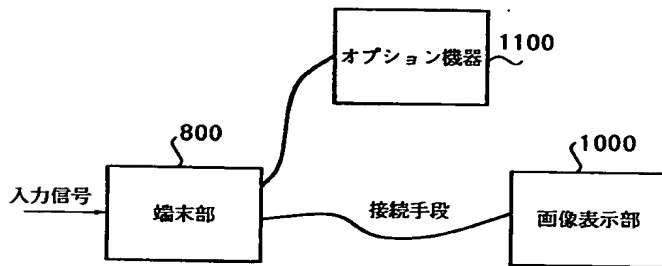 1100
オプション機器
800
1000
入力信号
端末部
接続手段
画像表示部